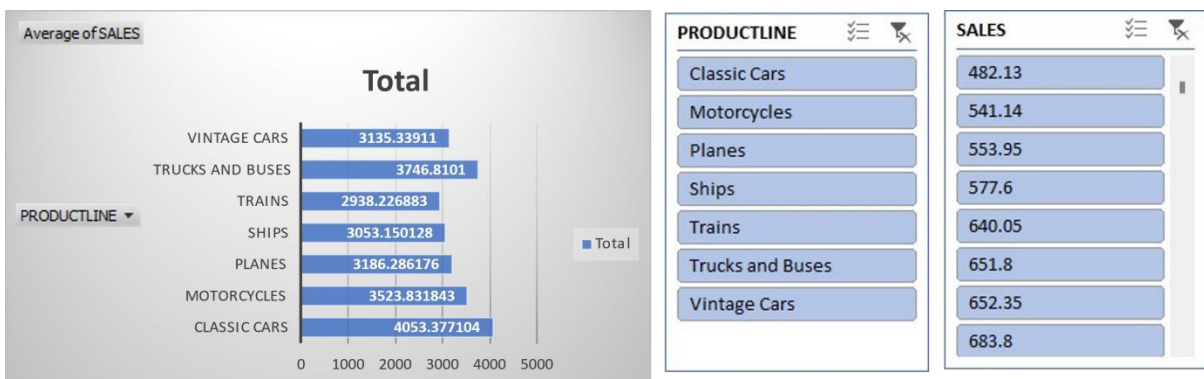 Average of SALES
Total
VINTAGE CARS 3135.33911
TRUCKS AND BUSES 3746.8101
TRAINS 2938.226883
PRODUCTLINE
SHIPS 3053.150128
Total
PLANES 3186.286176
MOTORCYCLES 3523.831843
CLASSIC CARS 4053.377104
0 1000 2000 3000 4000 5000
PRODUCTLINE
Classic Cars
Motorcycles
Planes
Ships
Trains
Trucks and Buses
Vintage Cars
SALES
482.13
541.14
553.95
577.6
640.05
651.8
652.35
683.8